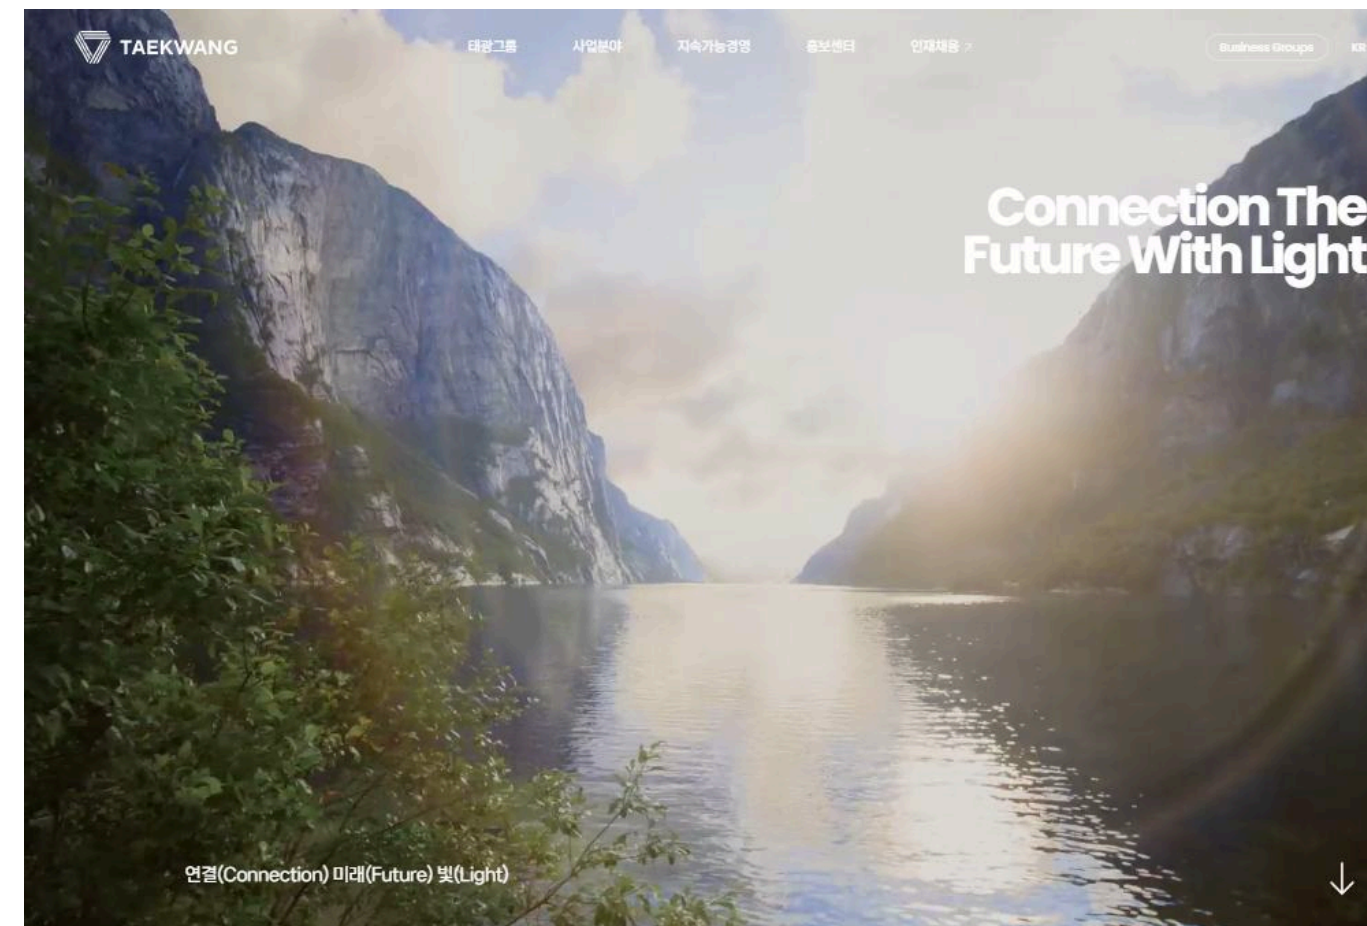 TAEKWANG
태광그룹 사업분야 지속가능경영 홍보센터 인재채용 Business Groups KR
Connection The
Future With Light
연결(Connection) 미래(Future) 빛(Light)